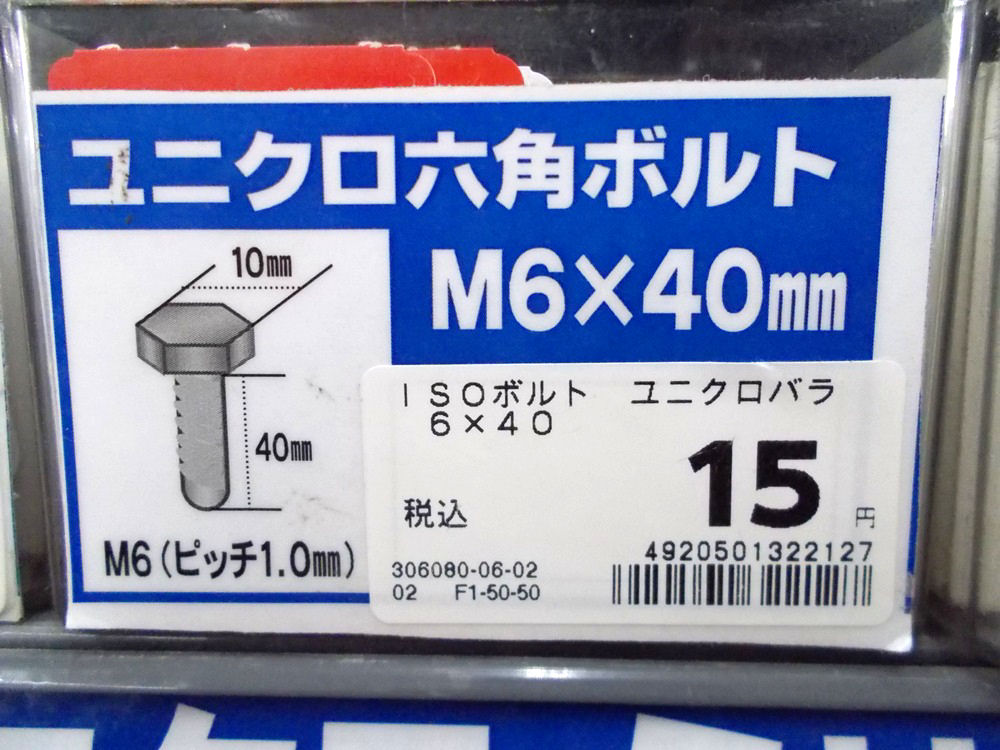 ユニクロ六角ボルト
M6×40㎜
10㎜
40㎜
M6(ピッチ1.0㎜)
ISOボルト ユニクロバラ
6×40
15
税込
円
4920501322127
306080-06-02
02 F1-50-50